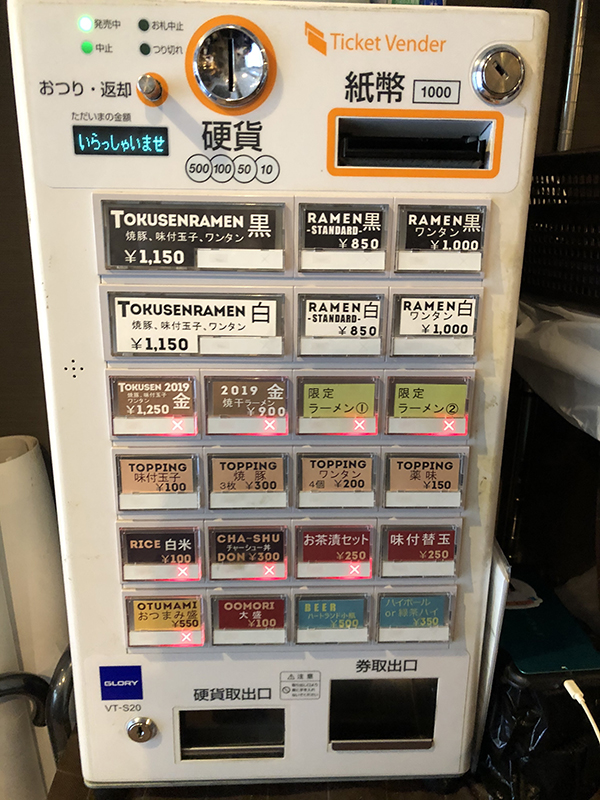 発売中
お札中止
中止
つり切れ
おつり・返却
ただいまの金額
いらっしゃいませ
硬貨
500 100 50 10
Ticket Vender
紙幣 1000
TOKUSENRAMEN 黒
焼豚、味付玉子、ワンタン
¥1,150
RAMEN 黒
-STANDARD-
¥850
RAMEN 黒
ワンタン
¥1,000
TOKUSENRAMEN 白
焼豚、味付玉子、ワンタン
¥1,150
RAMEN 白
-STANDARD-
¥850
RAMEN 白
ワンタン
¥1,000
TOKUSEN 2019 金
焼豚、味付玉子
ワンタン
¥1,250
2019 金
焼干ラーメン
¥900
限定
ラーメン①
限定
ラーメン②
TOPPING
味付玉子
¥100
TOPPING
焼 豚
3枚 ¥300
TOPPING
ワンタン
4個 ¥200
TOPPING
薬味
¥150
RICE 白米
¥100
CHA-SHU
チャーシュー丼
DON ¥300
お茶漬セット
¥250
味付替玉
¥250
OTUMAMI
おつまみ盛
¥550
OOMORI
大盛
¥100
BEER
ハートランド小瓶
¥500
ハイボール
or 緑茶ハイ
¥350
GLORY
VT-S20
硬貨取出口
注意
券取出口